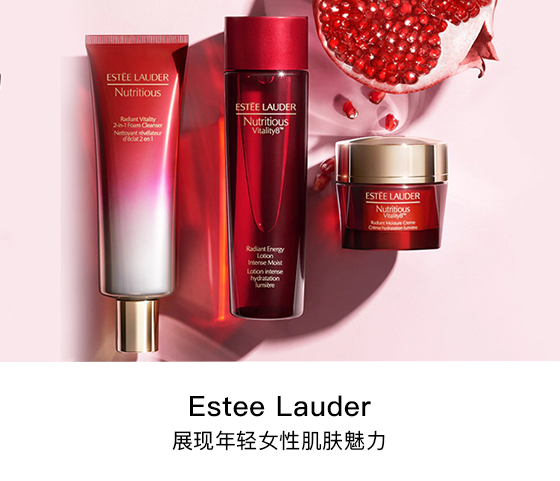 ESTĒE LAUDER
Nutritious
Radiant Vitality
2-in-1 Foam Cleanser
Nettoyant révélateur
d'éclat 2 en 1
ESTĒE LAUDER
Nutritious
Vitality8™
Radiant Energy
Lotion
Intense Moist
Lotion intense
hydratation
lumière
ESTĒE LAUDER
Nutritious
Vitality8™
Radiant Moisture Creme
Crème hydratation lumière
Estee Lauder
展现年轻女性肌肤魅力